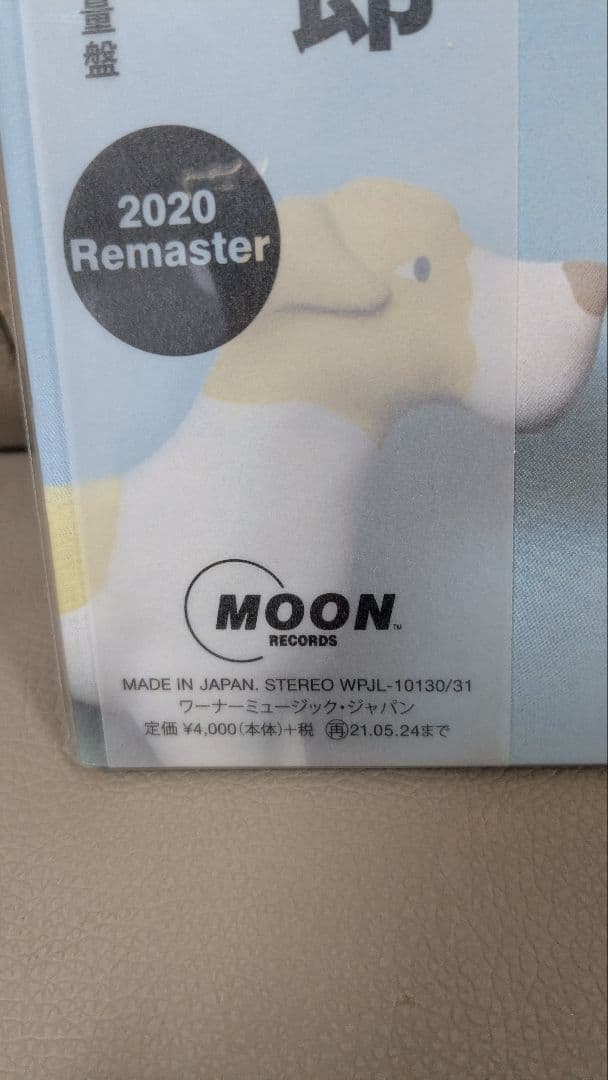 量盤
郎
2020
Remaster
MOON™
RECORDS
MADE IN JAPAN. STEREO WPJL-10130/31
ワーナーミュージック・ジャパン
定価 ¥4,000(本体)+税 再21.05.24まで